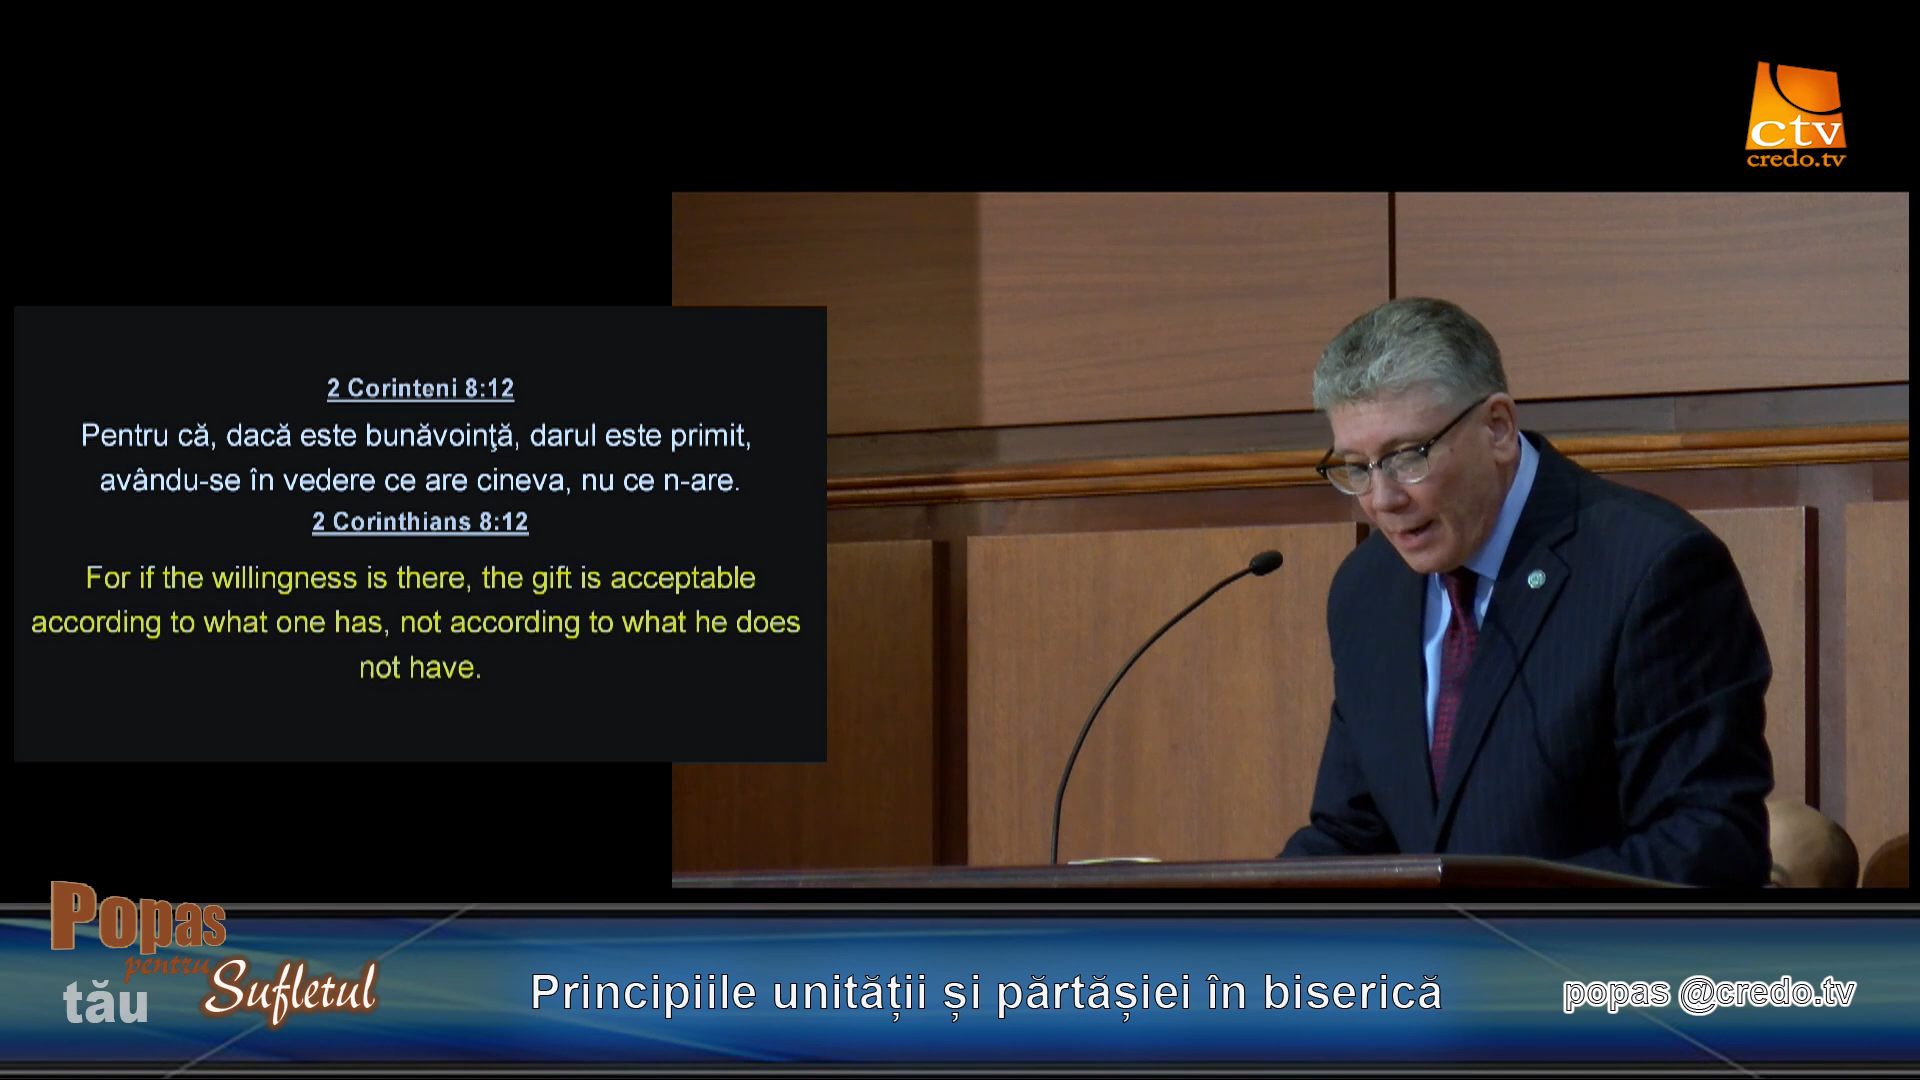 ctv
credo.tv
2 Corinteni 8:12
Pentru că, dacă este bunăvoinţă, darul este primit,
avându-se în vedere ce are cineva, nu ce n-are.
2 Corinthians 8:12
For if the willingness is there, the gift is acceptable
according to what one has, not according to what he does
not have.
Popas
pentru
Sufletul
tău
Principiile unității și părtășiei în biserică
popas @credo.tv